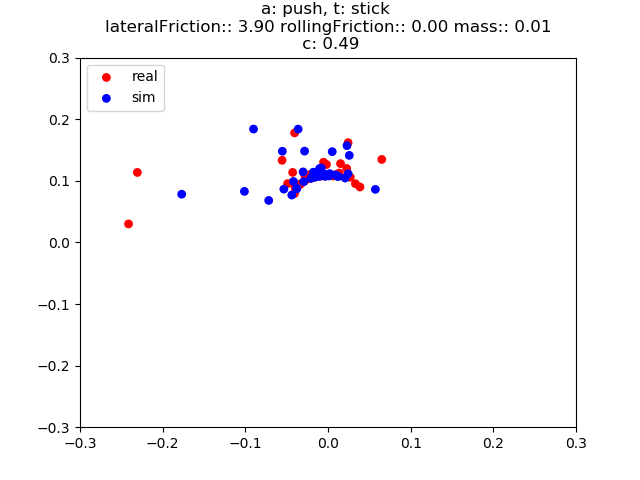 a: push, t: stick
lateralFriction:: 3.90 rollingFriction:: 0.00 mass:: 0.01
c: 0.49
real
sim
0.3
0.2
0.1
0.0
−0.1
−0.2
−0.3
−0.3 −0.2 −0.1 0.0 0.1 0.2 0.3